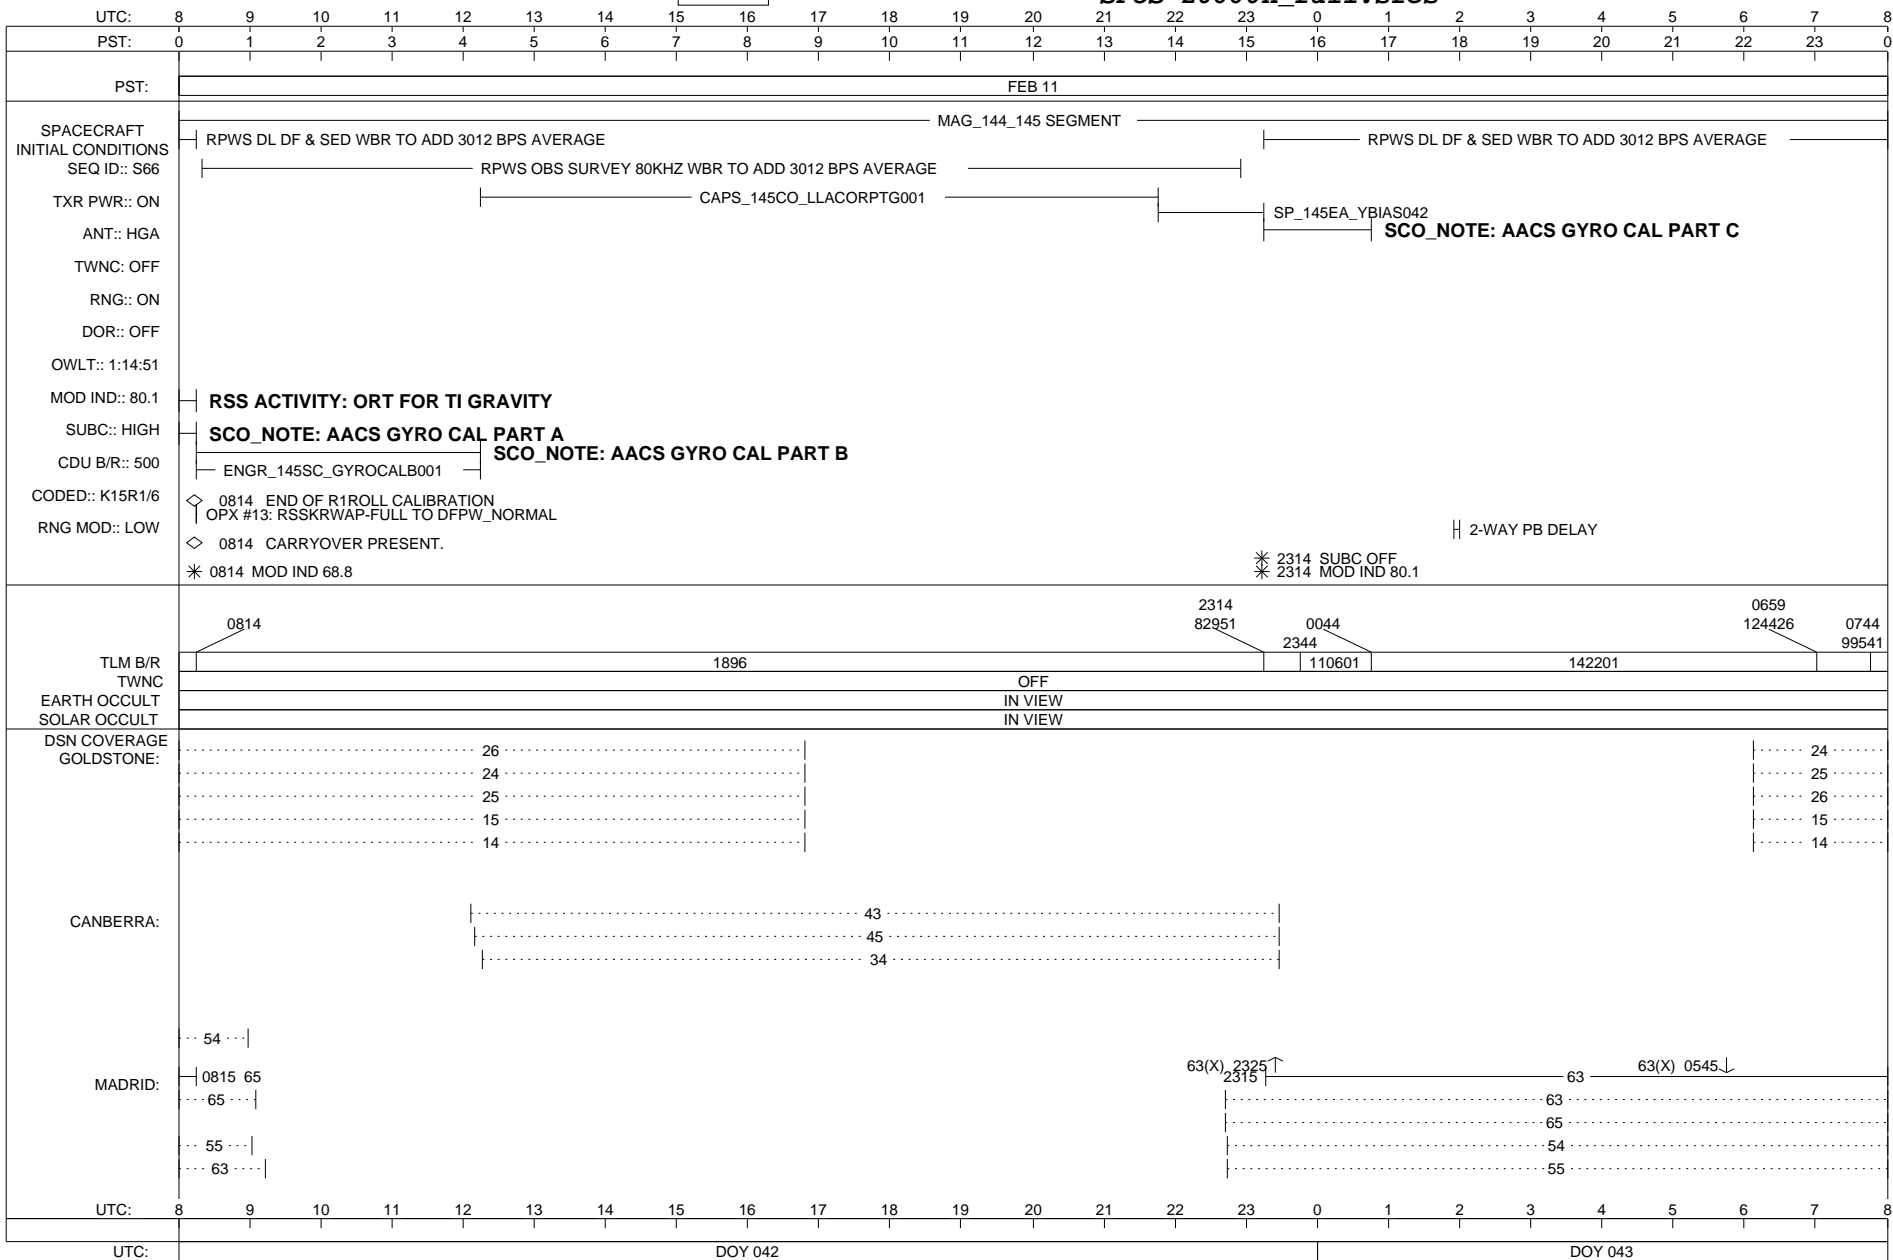 UTC: 8 9 10 11 12 13 14 15 16 17 18 19 20 21 22 23 0 1 2 3 4 5 6 7 8
PST: 0 1 2 3 4 5 6 7 8 9 10 11 12 13 14 15 16 17 18 19 20 21 22 23 0
PST: FEB 11
MAG_144_145 SEGMENT
SPACECRAFT
INITIAL CONDITIONS
RPWS DL DF & SED WBR TO ADD 3012 BPS AVERAGE
RPWS DL DF & SED WBR TO ADD 3012 BPS AVERAGE
SEQ ID:: S66
RPWS OBS SURVEY 80KHZ WBR TO ADD 3012 BPS AVERAGE
TXR PWR:: ON
CAPS_145CO_LLACORPTG001
SP_145EA_YBIAS042
ANT:: HGA
SCO_NOTE: AACS GYRO CAL PART C
TWNC: OFF
RNG:: ON
DOR:: OFF
OWLT:: 1:14:51
MOD IND:: 80.1
RSS ACTIVITY: ORT FOR TI GRAVITY
SUBC:: HIGH
SCO_NOTE: AACS GYRO CAL PART A
SCO_NOTE: AACS GYRO CAL PART B
CDU B/R:: 500
ENGR_145SC_GYROCALB001
CODED:: K15R1/6
0814 END OF R1ROLL CALIBRATION
OPX #13: RSSKRWAP-FULL TO DFPW_NORMAL
RNG MOD:: LOW
2-WAY PB DELAY
0814 CARRYOVER PRESENT.
2314 SUBC OFF
0814 MOD IND 68.8
2314 MOD IND 80.1
2314 0659
0814 82951 0044 124426 0744
2344 99541
TLM B/R 1896 110601 142201
TWNC OFF
EARTH OCCULT IN VIEW
SOLAR OCCULT IN VIEW
DSN COVERAGE
GOLDSTONE:
26 24
24 25
25 26
15 15
14 14
CANBERRA:
43
45
34
54
MADRID:
63(X) 2325 63(X) 0545
0815 65 2315 63
65 63
65
55 54
63 55
UTC: 8 9 10 11 12 13 14 15 16 17 18 19 20 21 22 23 0 1 2 3 4 5 6 7 8
UTC: DOY 042 DOY 043